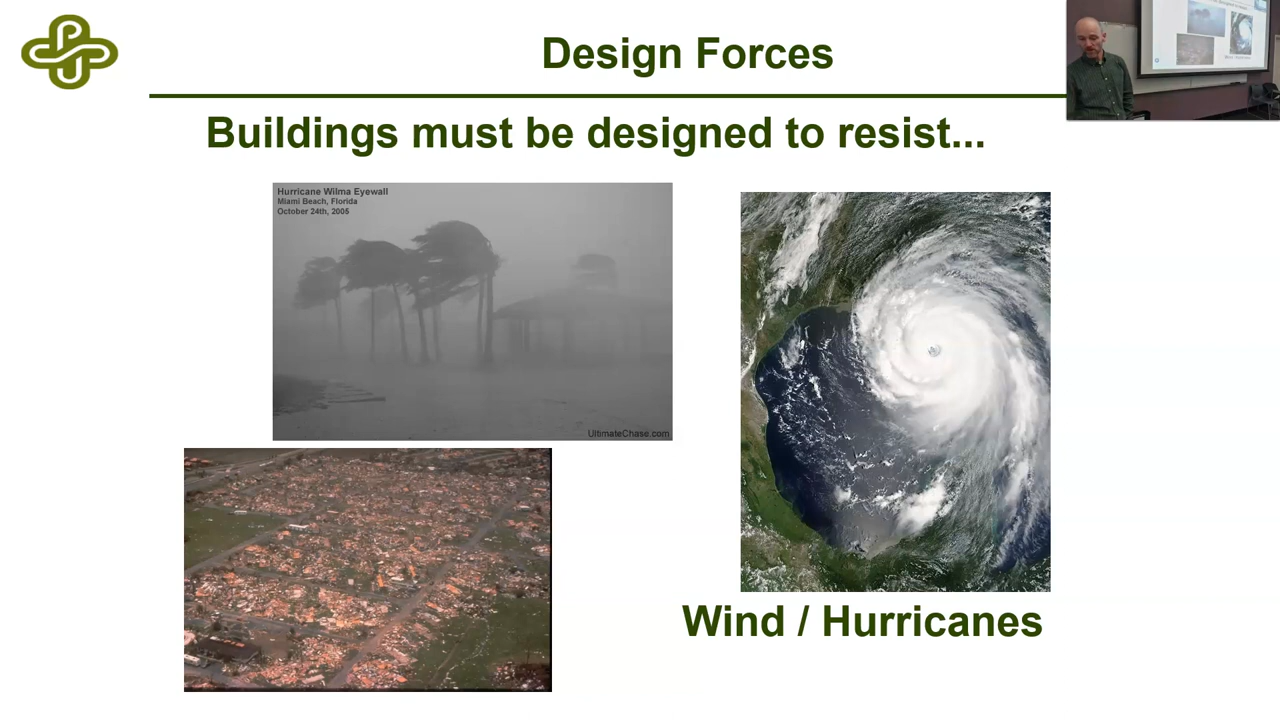 Design Forces
Buildings must be designed to resist...
Hurricane Wilma Eyewall
Miami Beach, Florida
October 24th, 2005
UltimateChase.com
Wind / Hurricanes
PSU